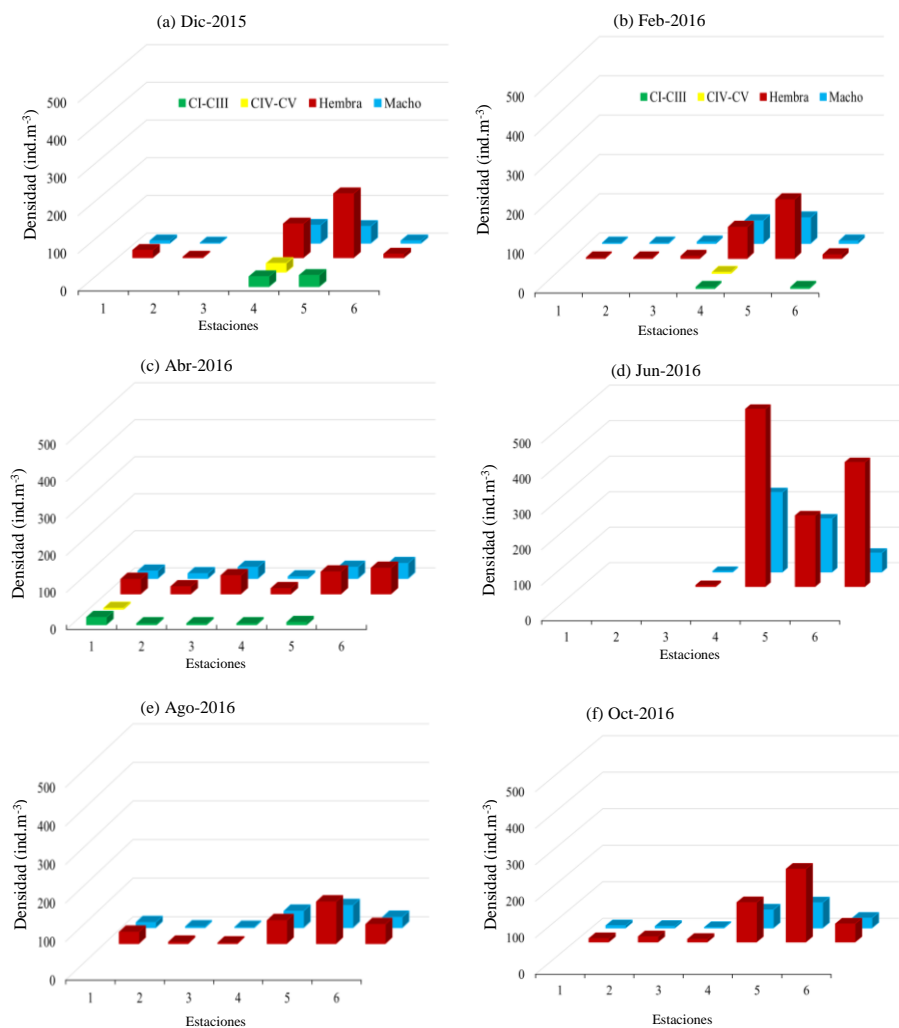 (a) Dic-2015
CI-CIII CIV-CV Hembra Macho
Densidad (ind.m⁻³)
500
400
300
200
100
0
1 2 3 4 5 6
Estaciones
(b) Feb-2016
CI-CIII CIV-CV Hembra Macho
Densidad (ind.m⁻³)
500
400
300
200
100
0
1 2 3 4 5 6
Estaciones
(c) Abr-2016
Densidad (ind.m⁻³)
500
400
300
200
100
0
1 2 3 4 5 6
Estaciones
(d) Jun-2016
Densidad (ind.m⁻³)
500
400
300
200
100
0
1 2 3 4 5 6
Estaciones
(e) Ago-2016
Densidad (ind.m⁻³)
500
400
300
200
100
0
1 2 3 4 5 6
Estaciones
(f) Oct-2016
Densidad (ind.m⁻³)
500
400
300
200
100
0
1 2 3 4 5 6
Estaciones